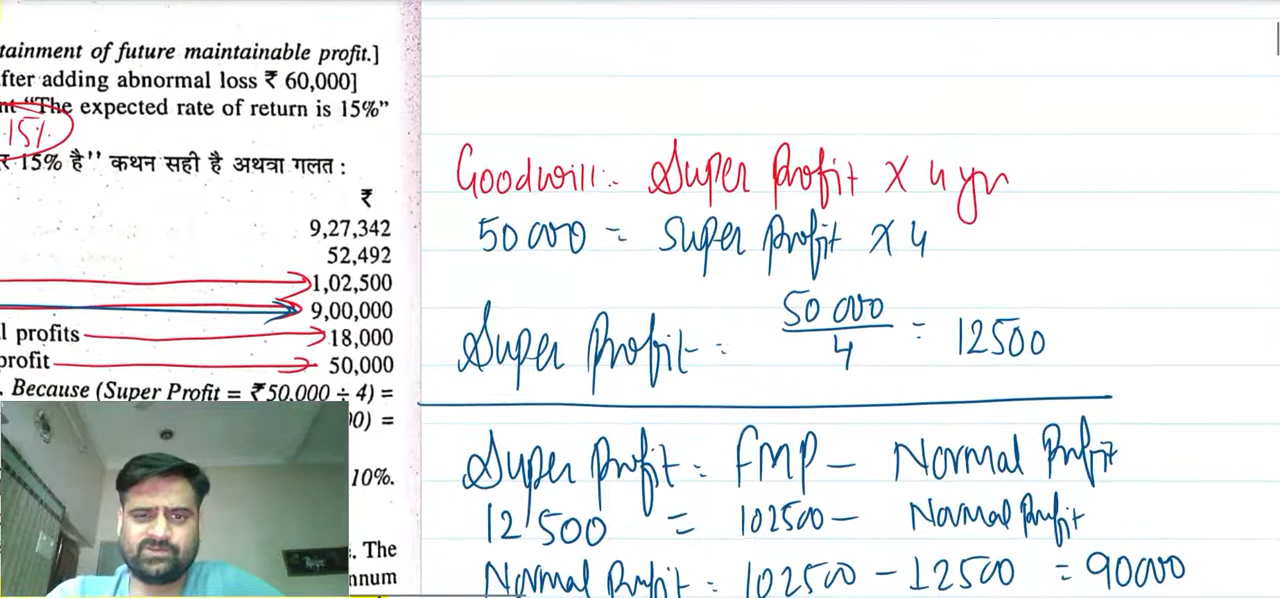 tainment of future maintainable profit.]
fter adding abnormal loss ₹ 60,000]
nt "The expected rate of return is 15%"
15%
र 15% है" कथन सही है अथवा गलत :
₹
9,27,342
52,492
1,02,500
9,00,000
l profits 18,000
profit 50,000
. Because (Super Profit = ₹50,000 ÷ 4) =
00) =
10%.
. The
nnum
Goodwill:- Super Profit X 4 yr
50000 = Super Profit X 4
Super Profit = 50000/4 = 12500
Super Profit = FMP - Normal Profit
12500 = 102500 - Normal Profit
Normal Profit = 102500 - 12500 = 90000